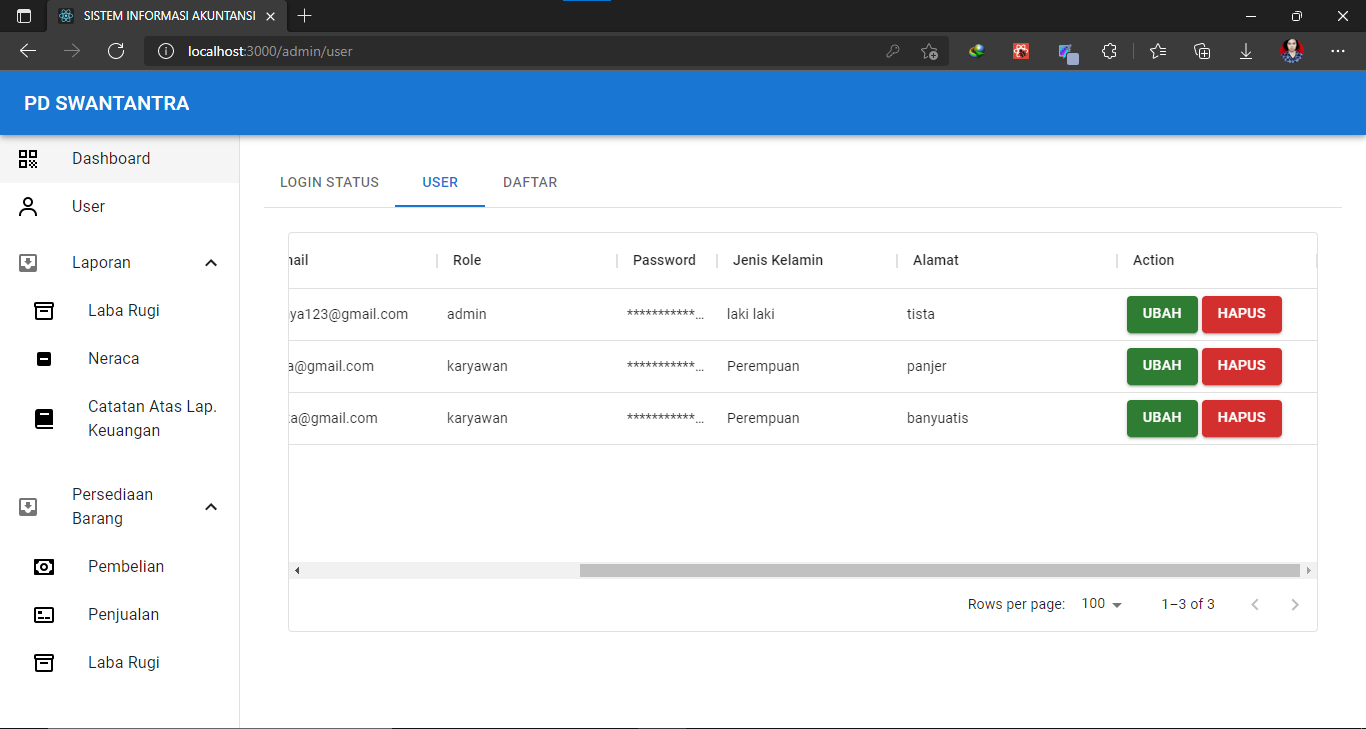 SISTEM INFORMASI AKUNTANSI
localhost:3000/admin/user
PD SWANTANTRA
Dashboard
User
Laporan
Laba Rugi
Neraca
Catatan Atas Lap.
Keuangan
Persediaan
Barang
Pembelian
Penjualan
Laba Rugi
LOGIN STATUS USER DAFTAR
nail Role Password Jenis Kelamin Alamat Action
ya123@gmail.com admin ***********... laki laki tista UBAH HAPUS
a@gmail.com karyawan ***********... Perempuan panjer UBAH HAPUS
a@gmail.com karyawan ***********... Perempuan banyuatis UBAH HAPUS
Rows per page: 100 1–3 of 3